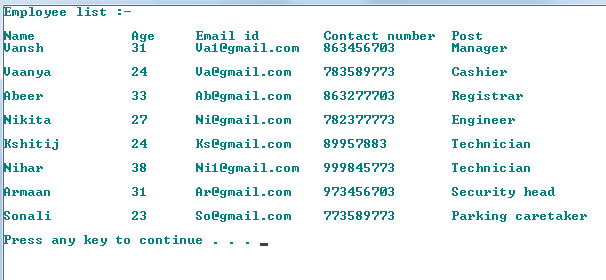 Employee list :-
Name Age Email id Contact number Post
Vansh 31 Va1@gmail.com 863456703 Manager
Vaanya 24 Va@gmail.com 783589773 Cashier
Abeer 33 Ab@gmail.com 863277703 Registrar
Nikita 27 Ni@gmail.com 782377773 Engineer
Kshitij 24 Ks@gmail.com 89957883 Technician
Nihar 38 Ni1@gmail.com 999845773 Technician
Armaan 31 Ar@gmail.com 973456703 Security head
Sonali 23 So@gmail.com 773589773 Parking caretaker
Press any key to continue . . . _